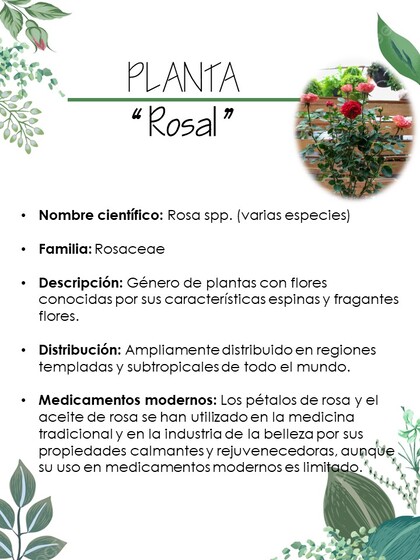 PLANTA
“Rosal”
• Nombre científico: Rosa spp. (varias especies)
• Familia: Rosaceae
• Descripción: Género de plantas con flores
conocidas por sus características espinas y fragantes
flores.
• Distribución: Ampliamente distribuido en regiones
templadas y subtropicales de todo el mundo.
• Medicamentos modernos: Los pétalos de rosa y el
aceite de rosa se han utilizado en la medicina
tradicional y en la industria de la belleza por sus
propiedades calmantes y rejuvenecedoras, aunque
su uso en medicamentos modernos es limitado.